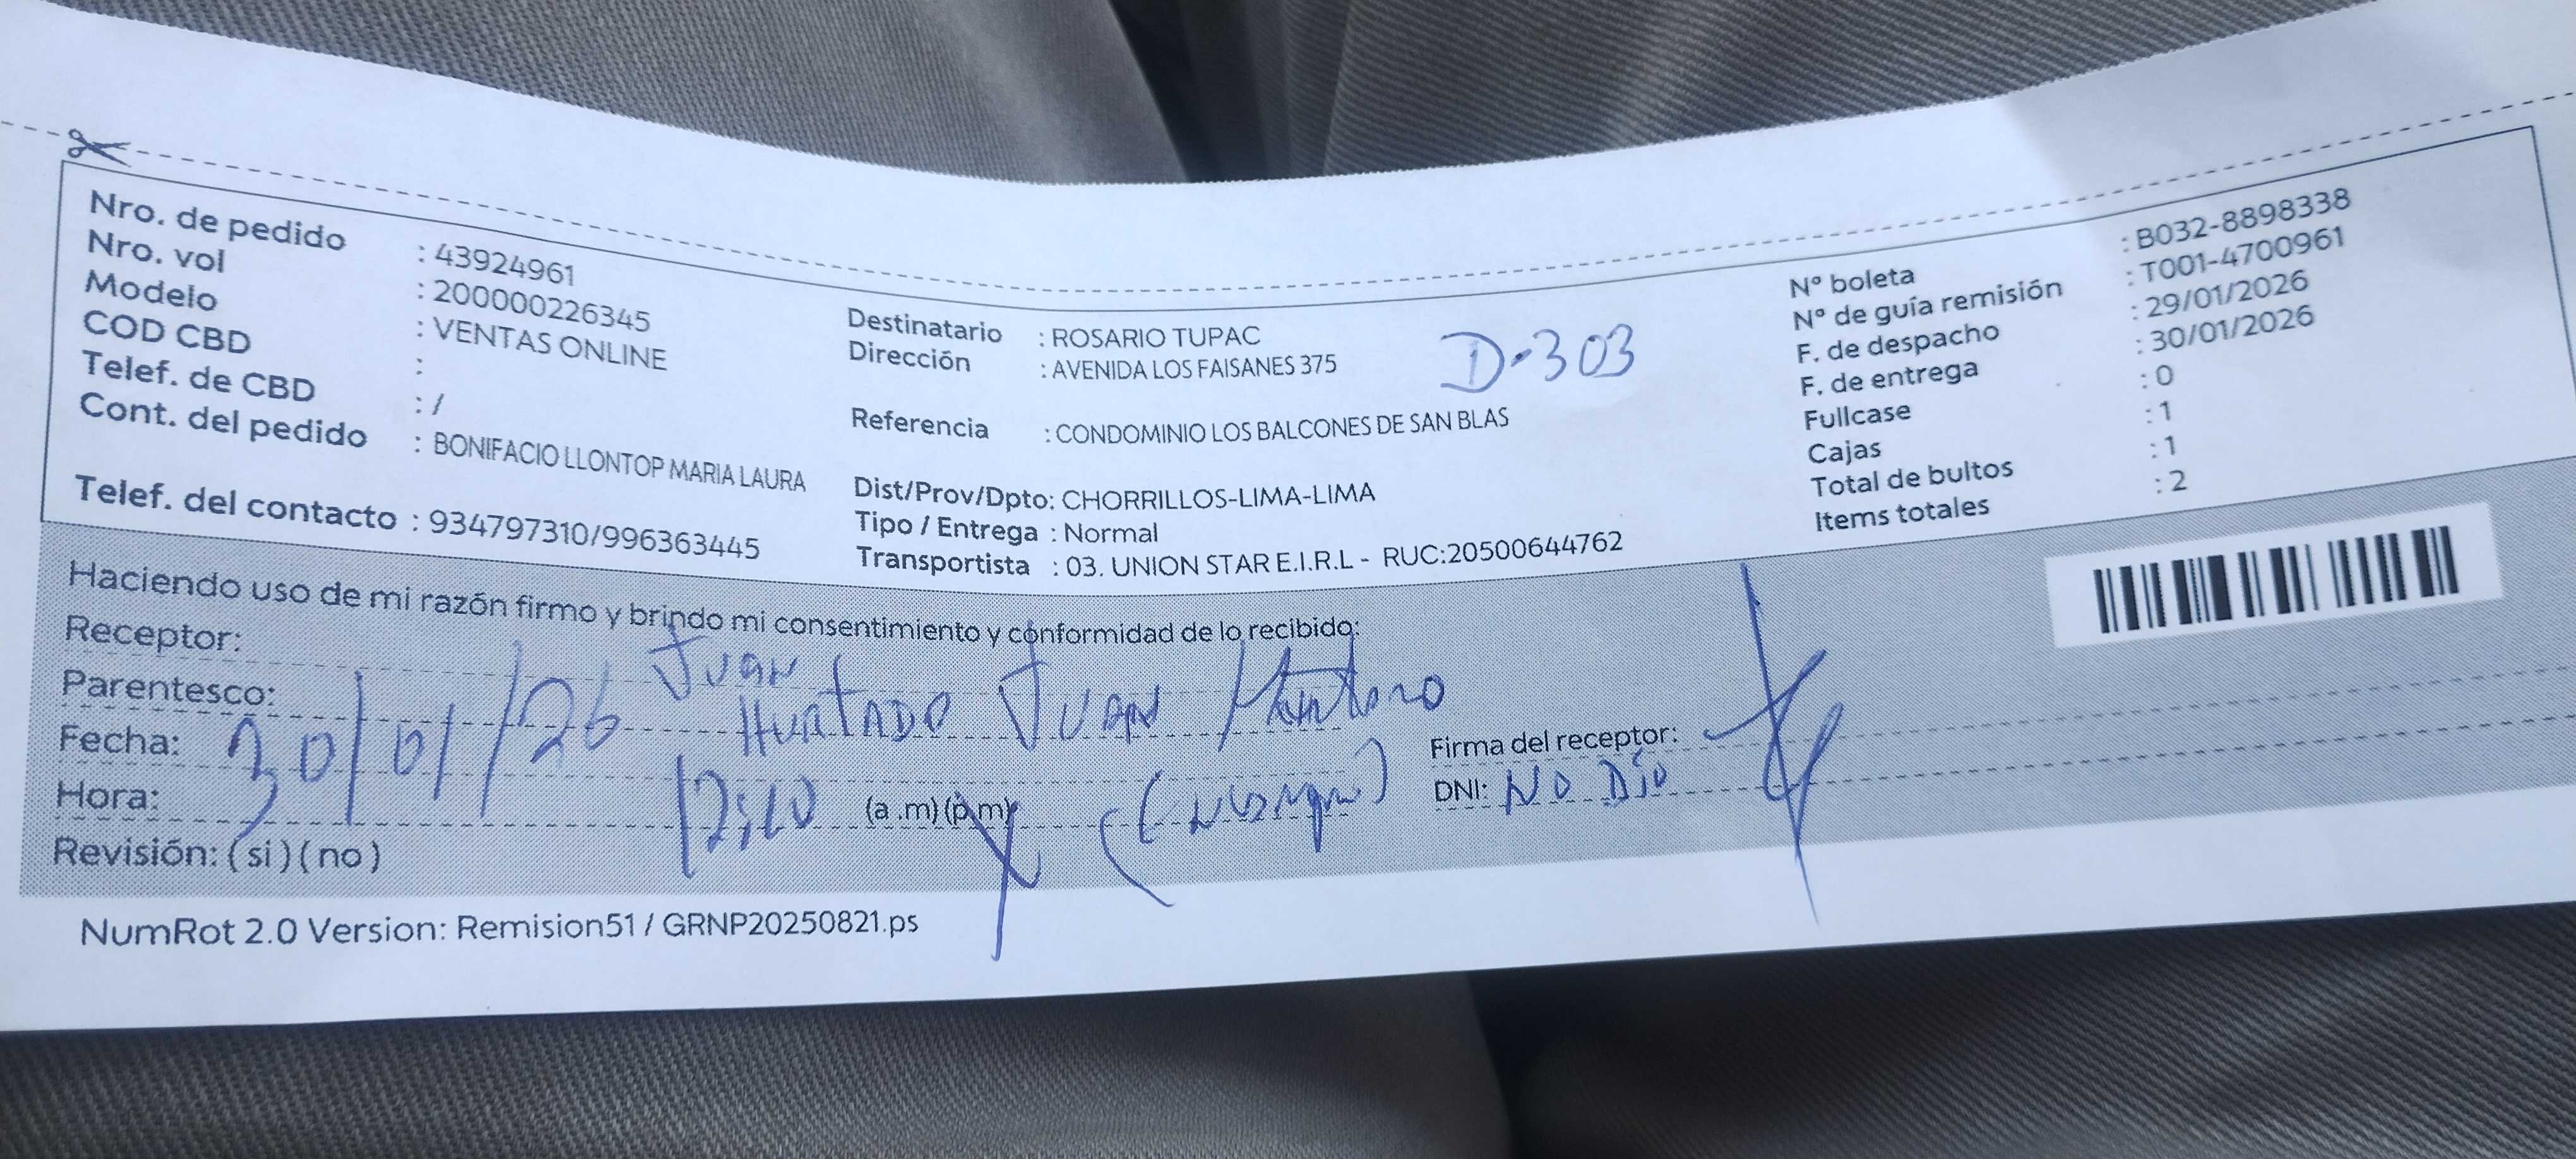 Nro. de pedido : 43924961
Nro. vol : 200000226345
Modelo : VENTAS ONLINE
COD CBD :
Telef. de CBD : /
Cont. del pedido : BONIFACIO LLONTOP MARIA LAURA
Telef. del contacto : 934797310/996363445
Destinatario : ROSARIO TUPAC
Dirección : AVENIDA LOS FAISANES 375
D-303
Referencia : CONDOMINIO LOS BALCONES DE SAN BLAS
Dist/Prov/Dpto: CHORRILLOS-LIMA-LIMA
Tipo / Entrega : Normal
Transportista : 03. UNION STAR E.I.R.L - RUC:20500644762
N° boleta : B032-8898338
N° de guía remisión : T001-4700961
F. de despacho : 29/01/2026
F. de entrega : 30/01/2026
Fullcase : 0
Cajas : 1
Total de bultos : 1
Items totales : 2
Haciendo uso de mi razón firmo y brindo mi consentimiento y conformidad de lo recibido:
Receptor: Juan
Parentesco: Hurtado Juan
Fecha: 30/01/26
Firma del receptor:
Hora: 12:10 (a.m)(p.m)
DNI: NO DIO
Revisión: (si)(no)
NumRot 2.0 Version: Remision51 / GRNP20250821.ps